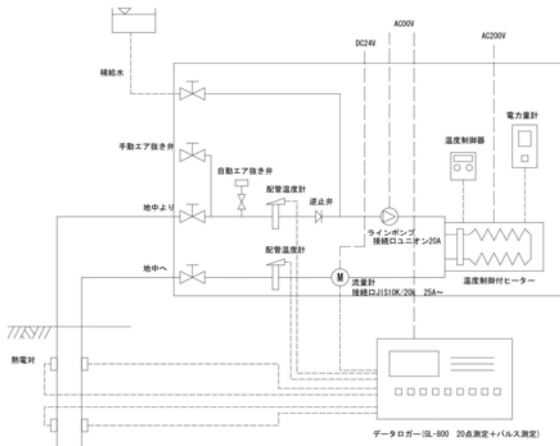 AC00V
DC24V
AC200V
補給水
電力量計
手動エア抜き弁
温度制御器
自動エア抜き弁
地中より
配管温度計
逆止弁
ラインポンプ
接続口ユニオン20A
配管温度計
地中へ
M
流量計
接続口JIS10K/20k 25A～
温度制御付ヒーター
熱電対
データロガー(GL-800 20点測定+パルス測定)